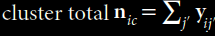 cluster total n_ic = ∑_j′ y_ij′